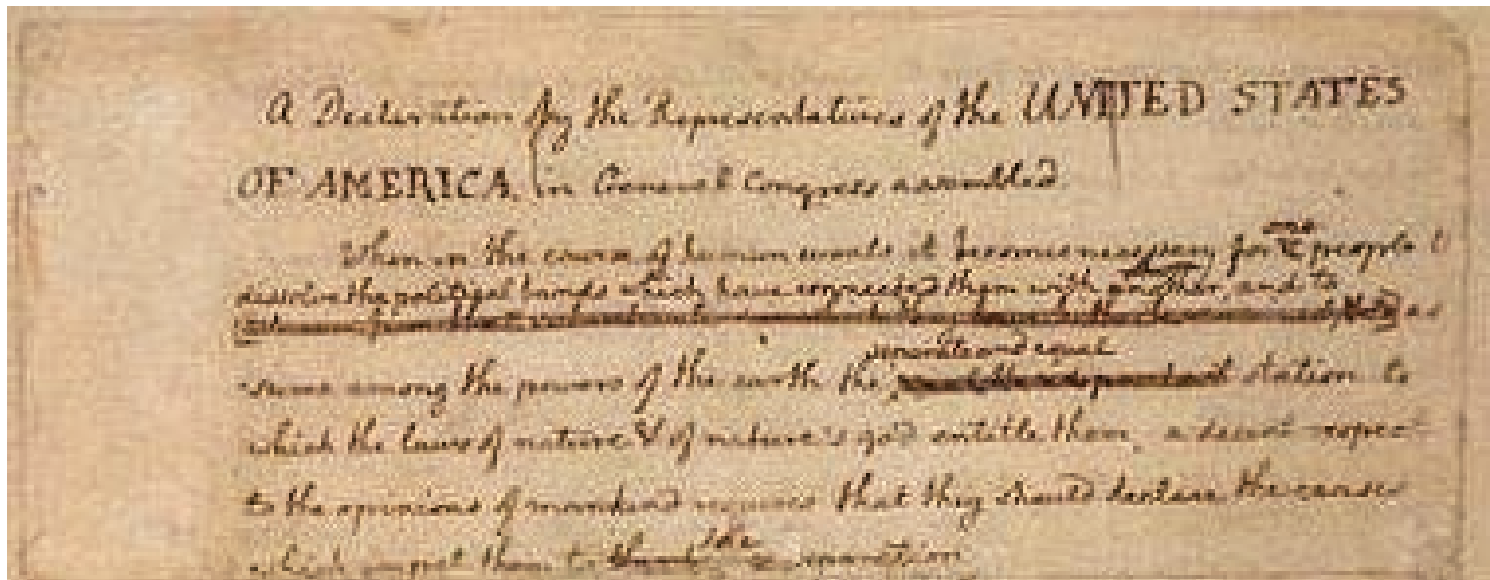 A Declaration by the Representatives of the UNITED STATES
OF AMERICA, in General Congress assembled.
When in the course of human events it becomes necessary for one people to
dissolve the political bands which have connected them with another, and to
as
sume among the powers of the earth the separate and equal station to
which the laws of nature & of nature's god entitle them, a decent respect
to the opinions of mankind requires that they should declare the causes
which impel them to the separation